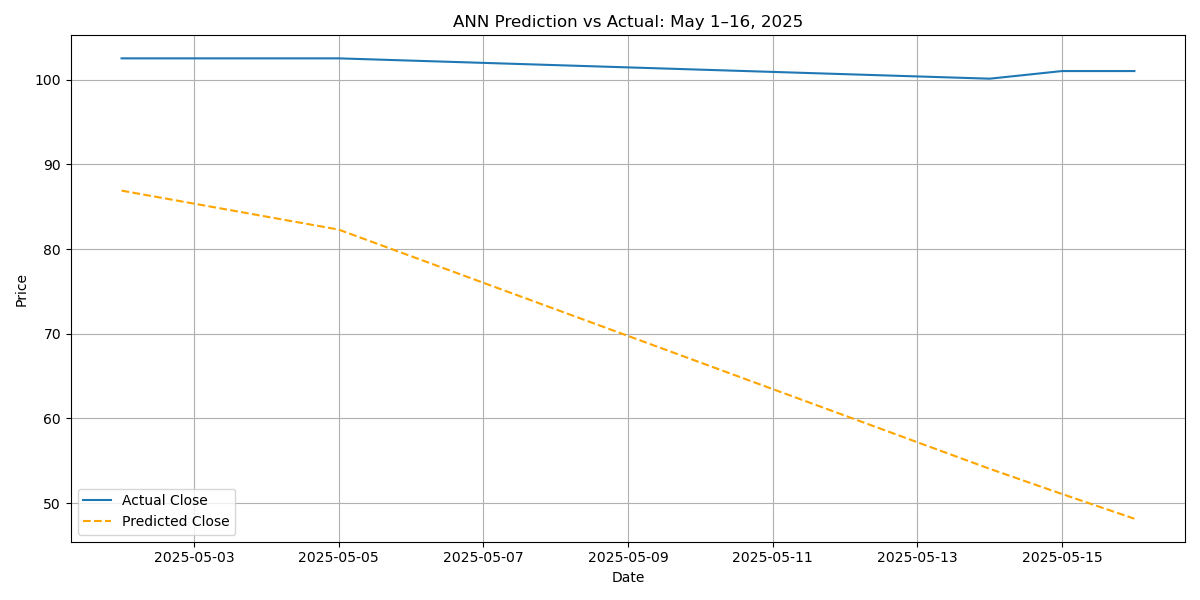 ANN Prediction vs Actual: May 1–16, 2025
Price
100
90
80
70
60
50
Actual Close
Predicted Close
2025-05-03 2025-05-05 2025-05-07 2025-05-09 2025-05-11 2025-05-13 2025-05-15
Date